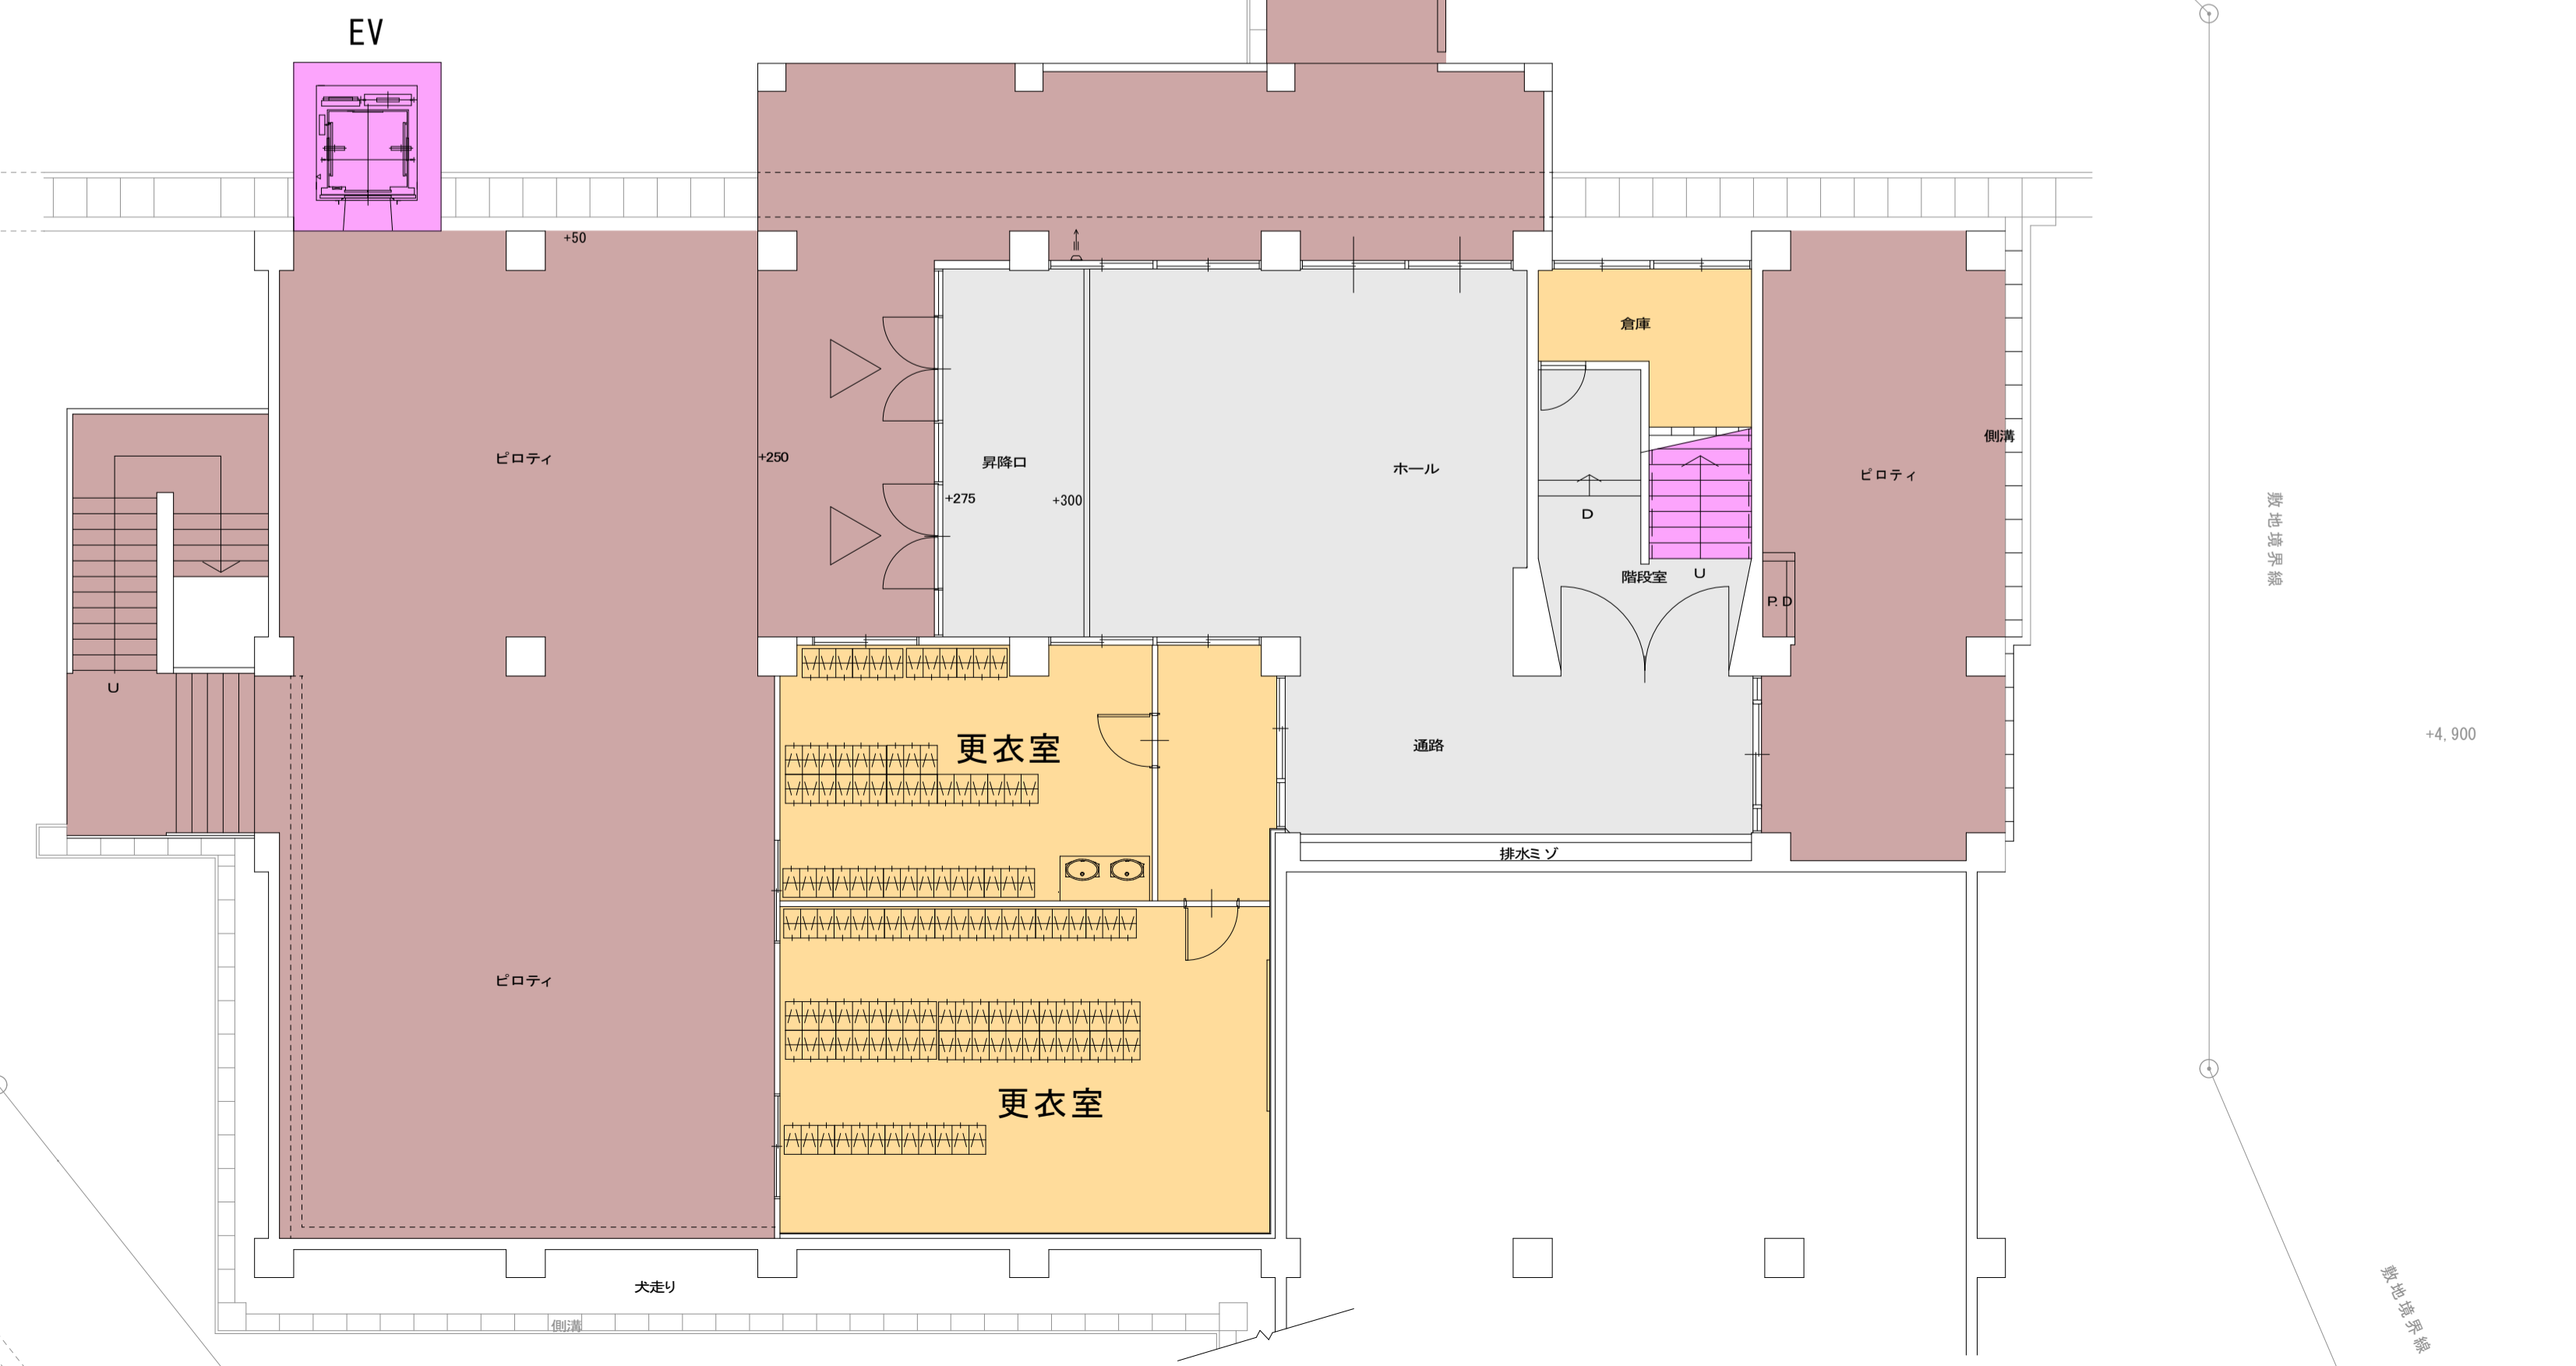 EV
+50
倉庫
側溝
ピロティ
+250
昇降口
ホール
ピロティ
+275
+300
D
敷地境界線
階段室
U
P.D
U
更衣室
通路
+4,900
排水ミゾ
ピロティ
更衣室
犬走り
側溝
敷地境界線